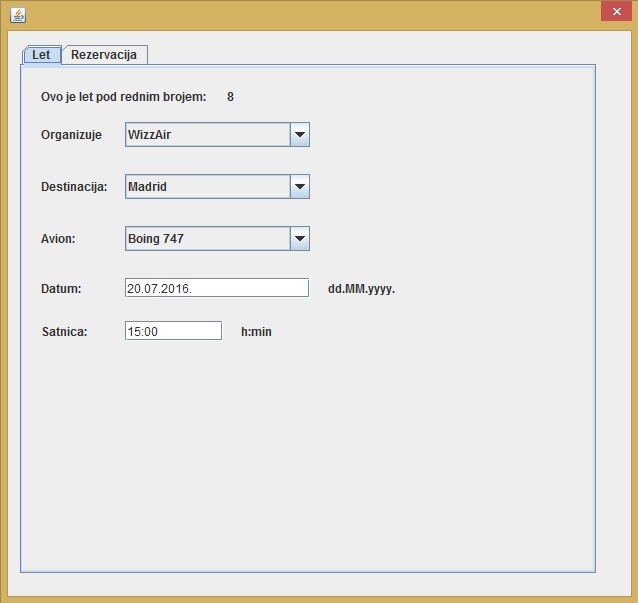 Let Rezervacija
Ovo je let pod rednim brojem: 8
Organizuje WizzAir
Destinacija: Madrid
Avion: Boing 747
Datum: 20.07.2016. dd.MM.yyyy.
Satnica: 15:00 h:min